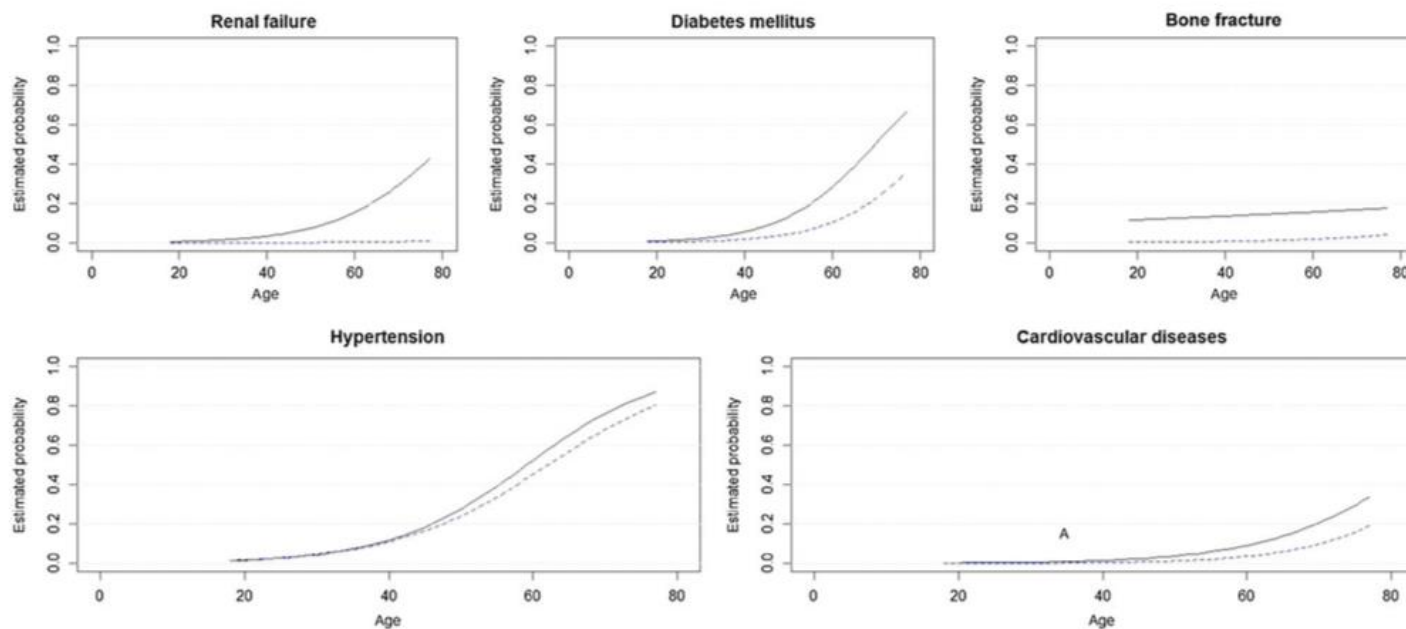 Renal failure
Estimated probability
1.0
0.8
0.6
0.4
0.2
0.0
0 20 40 60 80
Age
Diabetes mellitus
Estimated probability
1.0
0.8
0.6
0.4
0.2
0.0
0 20 40 60 80
Age
Bone fracture
Estimated probability
1.0
0.8
0.6
0.4
0.2
0.0
0 20 40 60 80
Age
Hypertension
Estimated probability
1.0
0.8
0.6
0.4
0.2
0.0
0 20 40 60 80
Age
Cardiovascular diseases
Estimated probability
1.0
0.8
0.6
0.4
0.2
0.0
A
0 20 40 60 80
Age